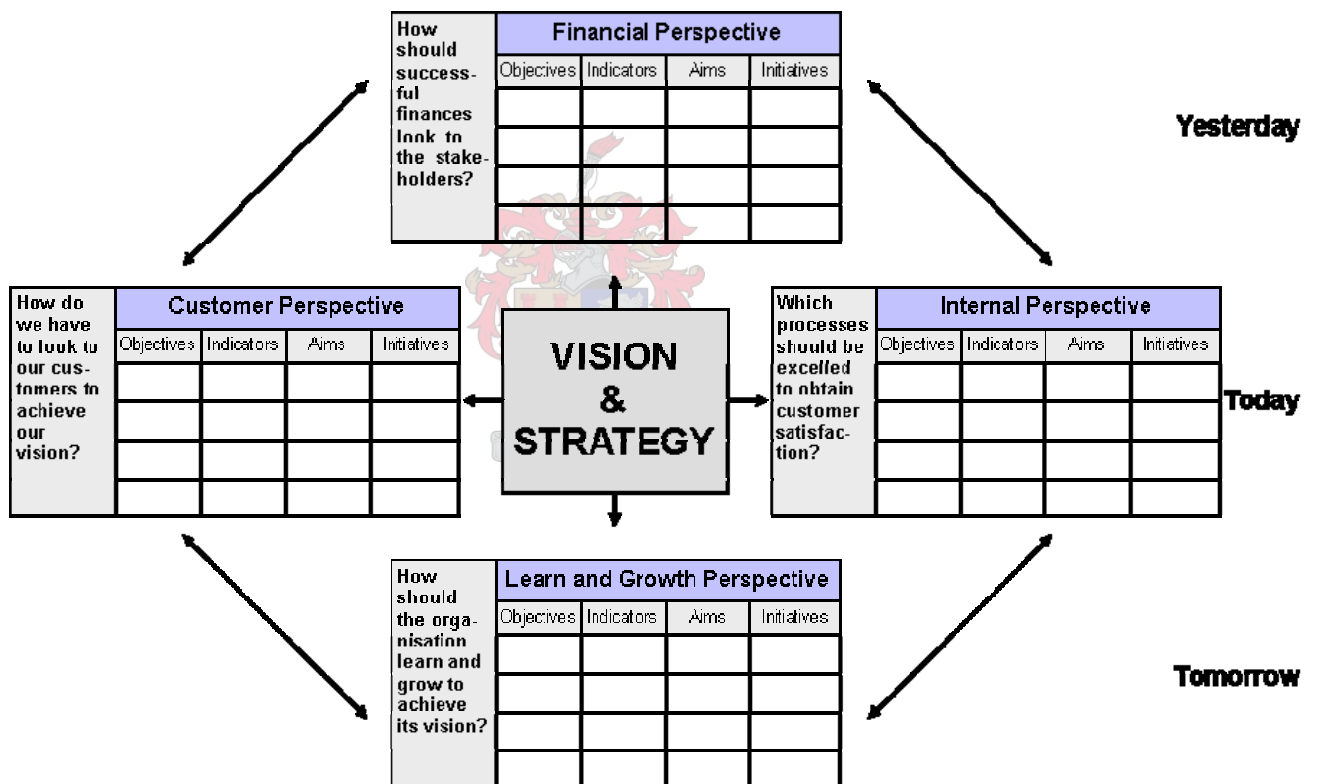 How
should
success-
ful
finances
look to
the stake-
holders?
Financial Perspective
Objectives Indicators Aims Initiatives
Yesterday
How do
we have
to look to
our cus-
tomers to
achieve
our
vision?
Customer Perspective
Objectives Indicators Aims Initiatives
VISION
&
STRATEGY
Which
processes
should be
excelled
to obtain
customer
satisfac-
tion?
Internal Perspective
Objectives Indicators Aims Initiatives
Today
How
should
the orga-
nisation
learn and
grow to
achieve
its vision?
Learn and Growth Perspective
Objectives Indicators Aims Initiatives
Tomorrow